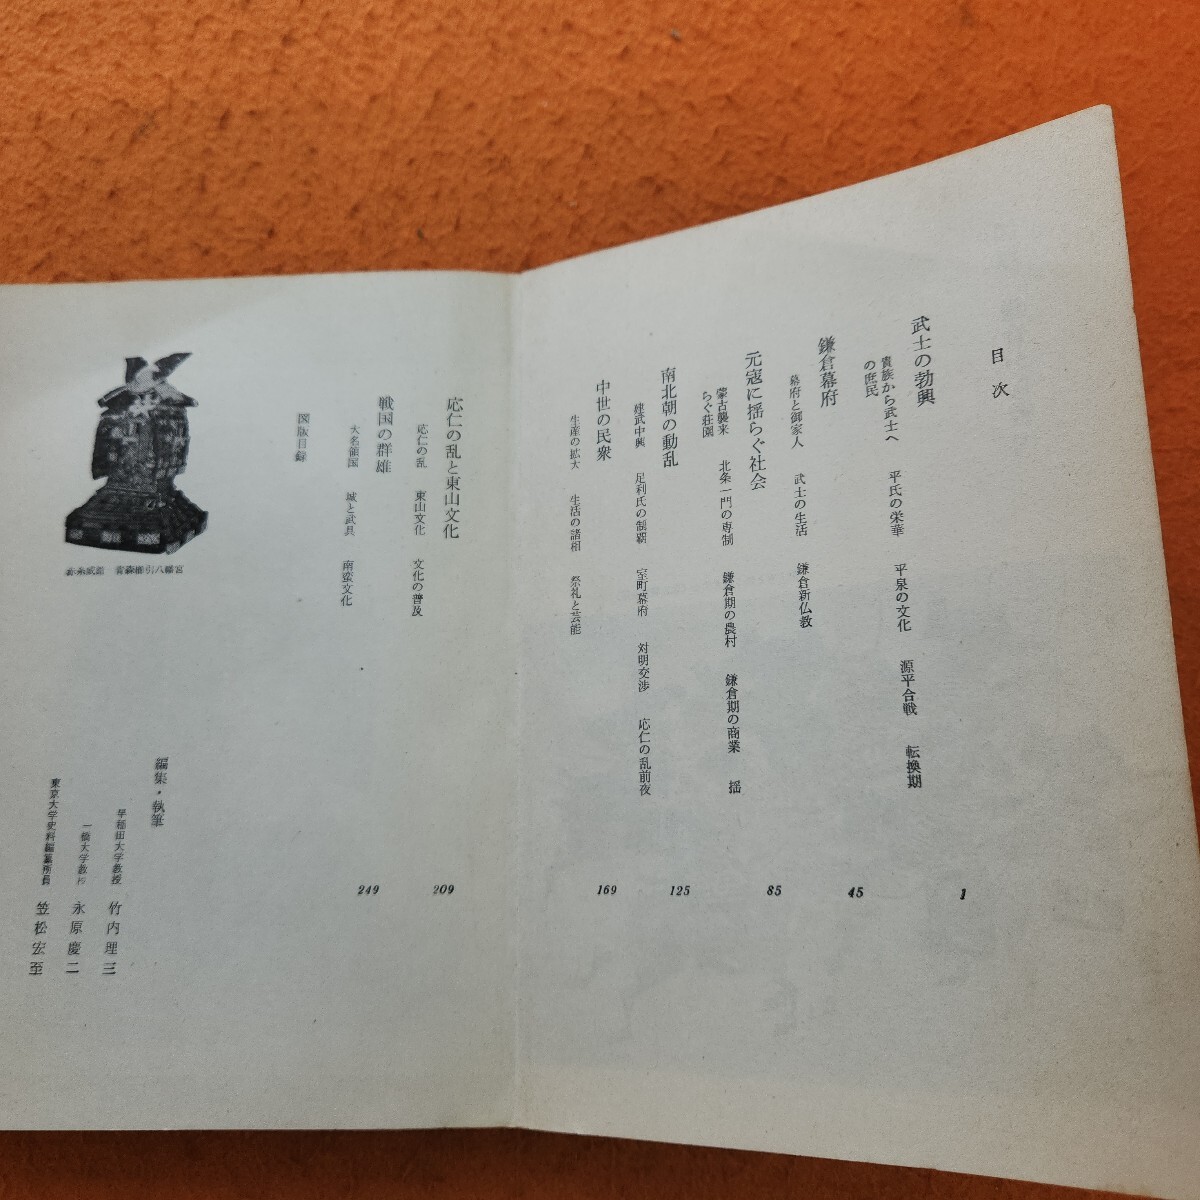 目次
武士の勃興 1
貴族から武士へ 平氏の栄華 平泉の文化 源平合戦 転換期
の庶民
鎌倉幕府 45
幕府と御家人 武士の生活 鎌倉新仏教
元寇に揺らぐ社会 85
蒙古襲来 北条一門の専制 鎌倉期の農村 鎌倉期の商業 揺
らぐ荘園
南北朝の動乱 125
建武中興 足利氏の制覇 室町幕府 対明交渉 応仁の乱前夜
中世の民衆 169
生産の拡大 生活の諸相 祭礼と芸能
応仁の乱と東山文化 209
応仁の乱 東山文化 文化の普及
戦国の群雄 249
大名領国 城と武具 南蛮文化
図版目録
赤糸威鎧 青森櫛引八幡宮
編集・執筆
早稲田大学教授 竹内理三
一橋大学教授 永原慶二
東京大学史料編纂所員 笠松宏至